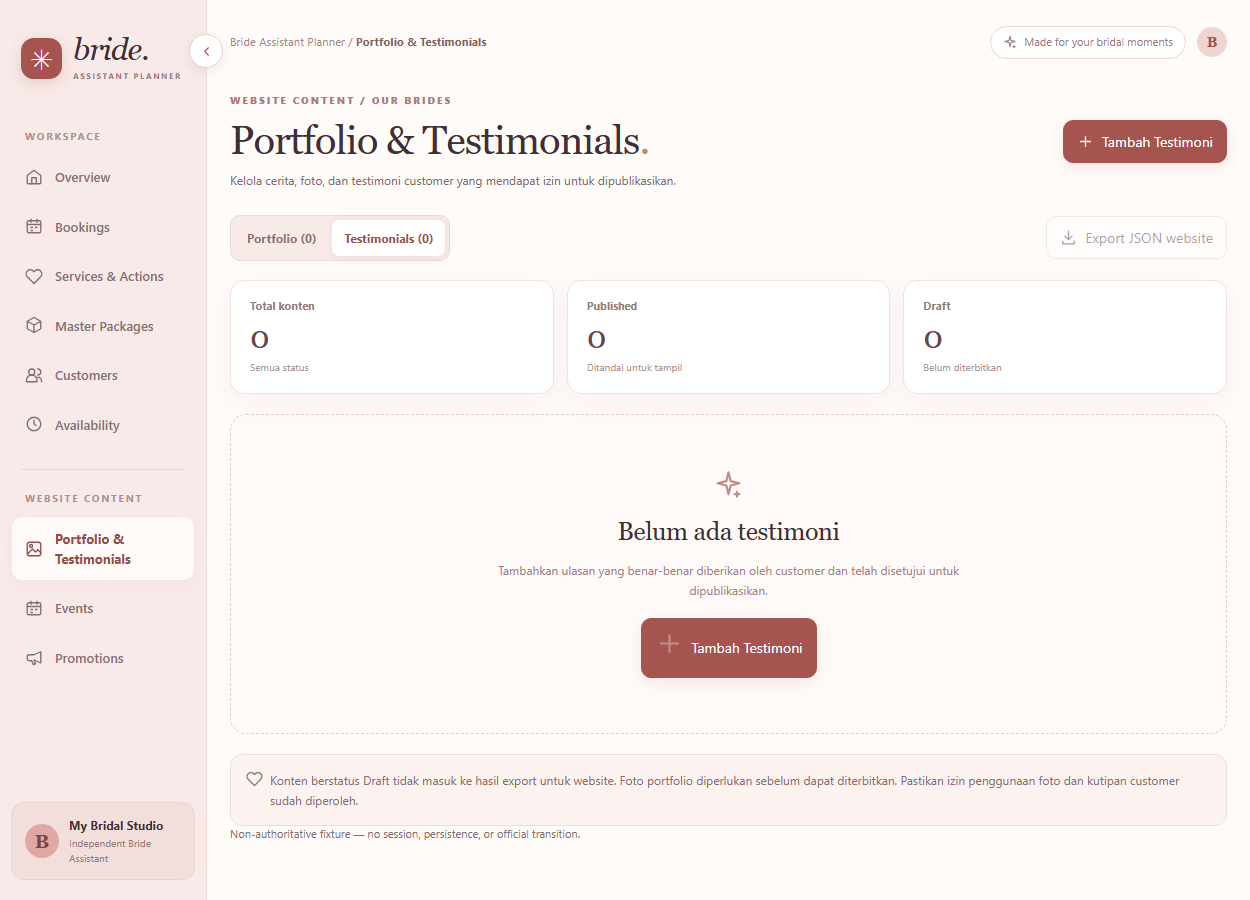 bride.
ASSISTANT PLANNER
WORKSPACE
Overview
Bookings
Services & Actions
Master Packages
Customers
Availability
WEBSITE CONTENT
Portfolio &
Testimonials
Events
Promotions
B
My Bridal Studio
Independent Bride
Assistant
Bride Assistant Planner / Portfolio & Testimonials
Made for your bridal moments
B
WEBSITE CONTENT / OUR BRIDES
Portfolio & Testimonials.
Kelola cerita, foto, dan testimoni customer yang mendapat izin untuk dipublikasikan.
Tambah Testimoni
Portfolio (0)
Testimonials (0)
Export JSON website
Total konten
0
Semua status
Published
0
Ditandai untuk tampil
Draft
0
Belum diterbitkan
Belum ada testimoni
Tambahkan ulasan yang benar-benar diberikan oleh customer dan telah disetujui untuk
dipublikasikan.
Tambah Testimoni
Konten berstatus Draft tidak masuk ke hasil export untuk website. Foto portfolio diperlukan sebelum dapat diterbitkan. Pastikan izin penggunaan foto dan kutipan customer
sudah diperoleh.
Non-authoritative fixture — no session, persistence, or official transition.